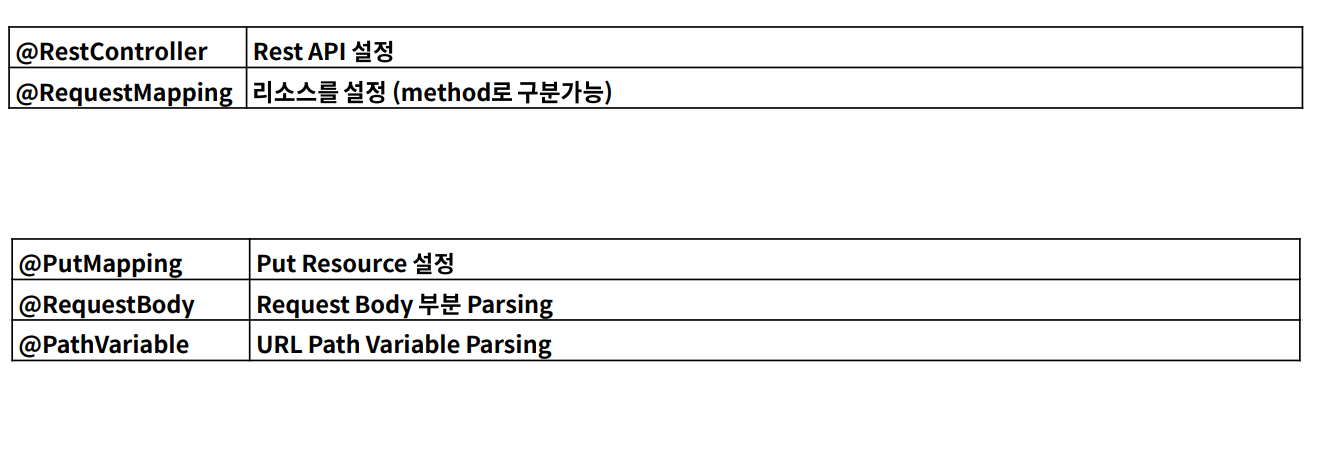 @RestController Rest API 설정
@RequestMapping 리소스를 설정 (method로 구분가능)
@PutMapping Put Resource 설정
@RequestBody Request Body 부분 Parsing
@PathVariable URL Path Variable Parsing